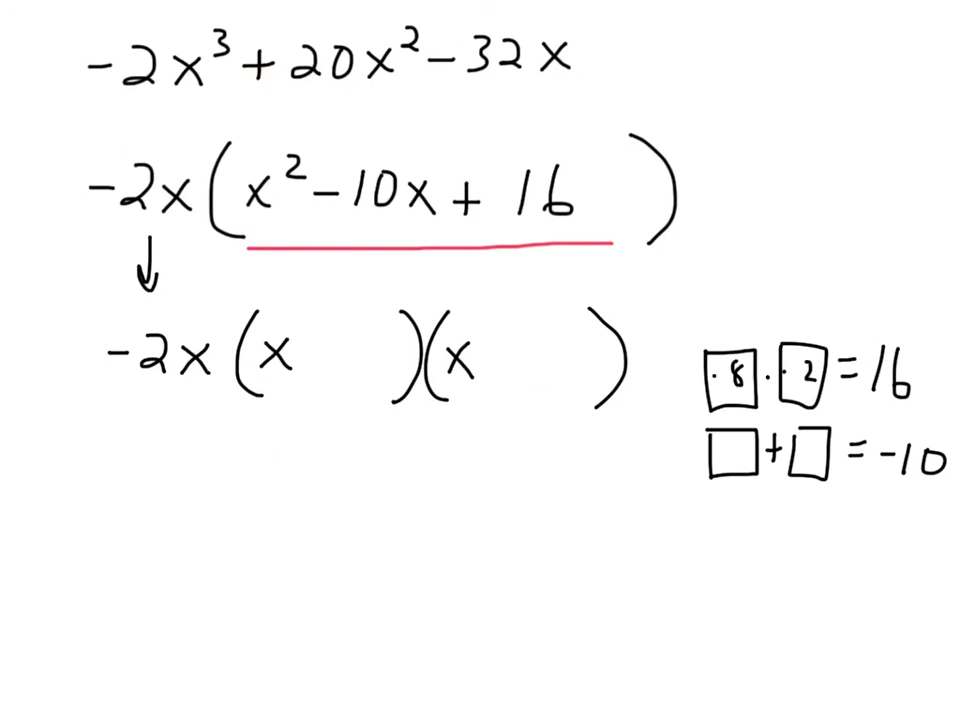 -2x³ + 20x² - 32x
-2x ( x² - 10x + 16 )
↓
-2x ( x )( x )
·8 · ·2 = 16
□ + □ = -10